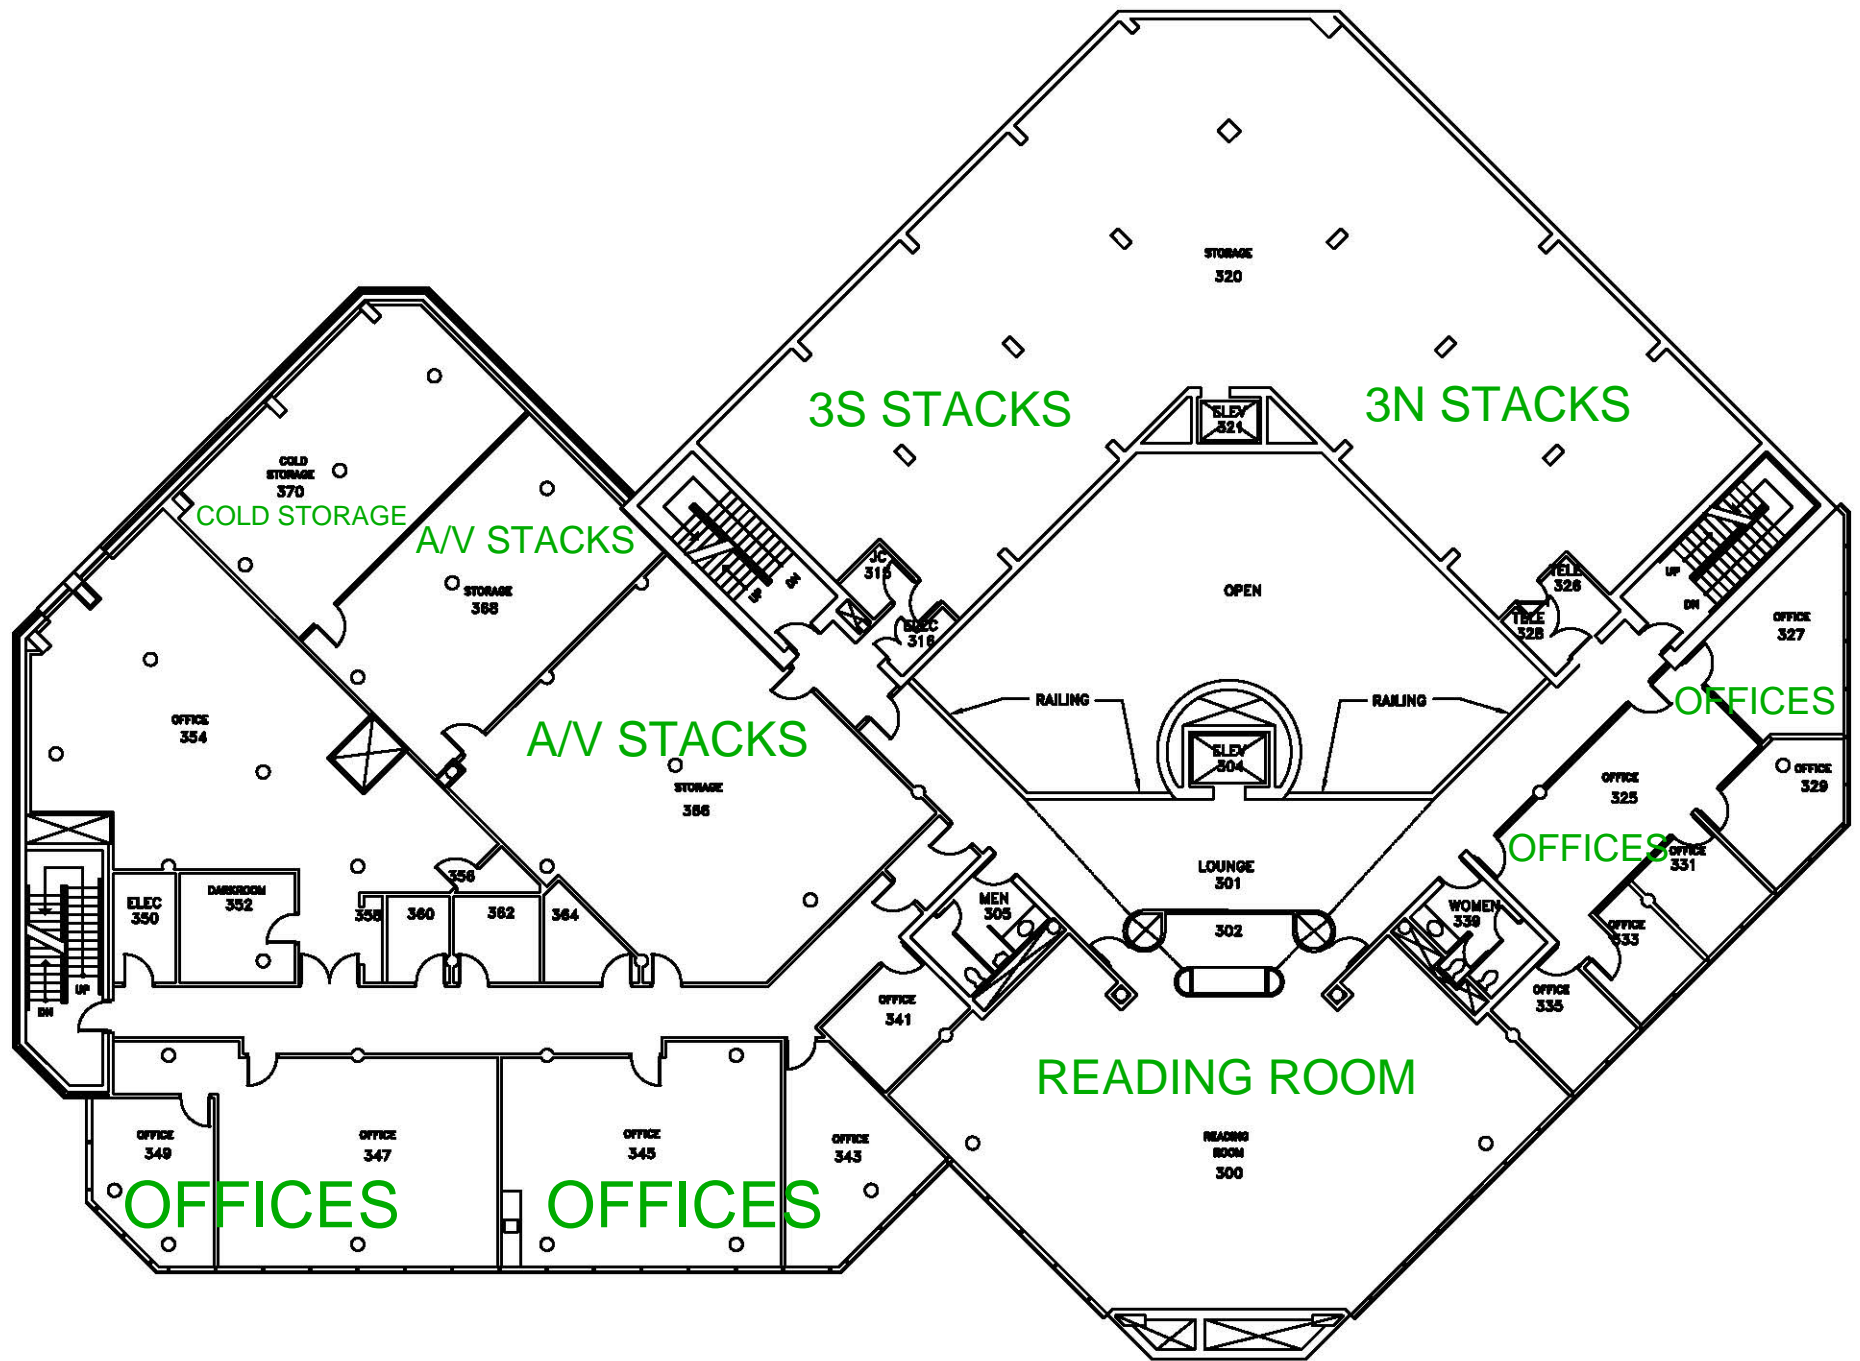 STORAGE
320
3S STACKS
3N STACKS
ELEV
321
COLD
STORAGE
370
COLD STORAGE
A/V STACKS
STORAGE
368
UP
DN
JC
315
ELEC
316
OPEN
TELE
326
TELE
328
UP
DN
OFFICE
327
OFFICES
RAILING
RAILING
OFFICE
354
A/V STACKS
STORAGE
366
ELEV
304
OFFICE
325
OFFICE
329
OFFICES
OFFICE
331
LOUNGE
301
302
MEN
305
WOMEN
339
OFFICE
333
OFFICE
335
ELEC
350
DARKROOM
352
356
358
360
362
364
UP
DN
OFFICE
341
READING ROOM
READING
ROOM
300
OFFICE
349
OFFICE
347
OFFICE
345
OFFICE
343
OFFICES
OFFICES